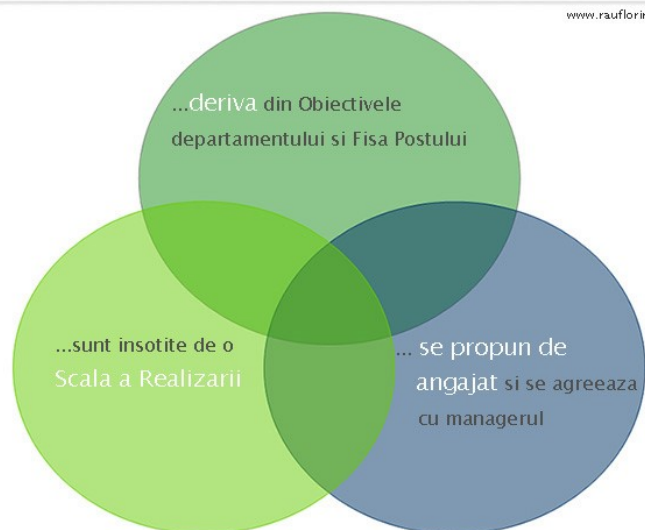 www.rauflorin
...deriva din Obiectivele
departamentului si Fisa Postului
...sunt insotite de o
Scala a Realizarii
... se propun de
angajat si se agreeaza
cu managerul